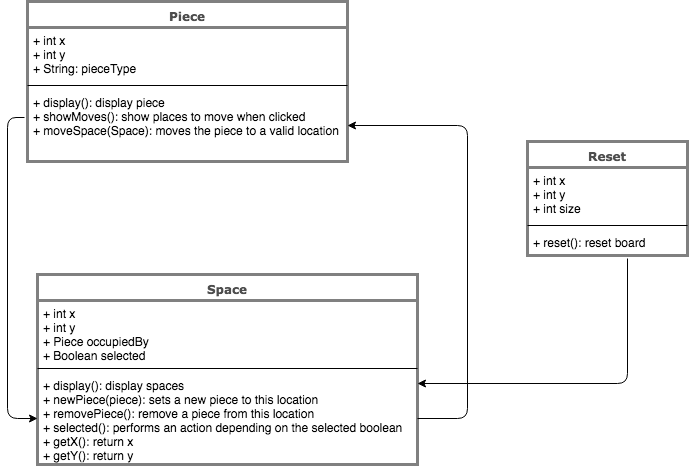 Piece
+ int x
+ int y
+ String: pieceType
+ display(): display piece
+ showMoves(): show places to move when clicked
+ moveSpace(Space): moves the piece to a valid location
Reset
+ int x
+ int y
+ int size
+ reset(): reset board
Space
+ int x
+ int y
+ Piece occupiedBy
+ Boolean selected
+ display(): display spaces
+ newPiece(piece): sets a new piece to this location
+ removePiece(): remove a piece from this location
+ selected(): performs an action depending on the selected boolean
+ getX(): return x
+ getY(): return y